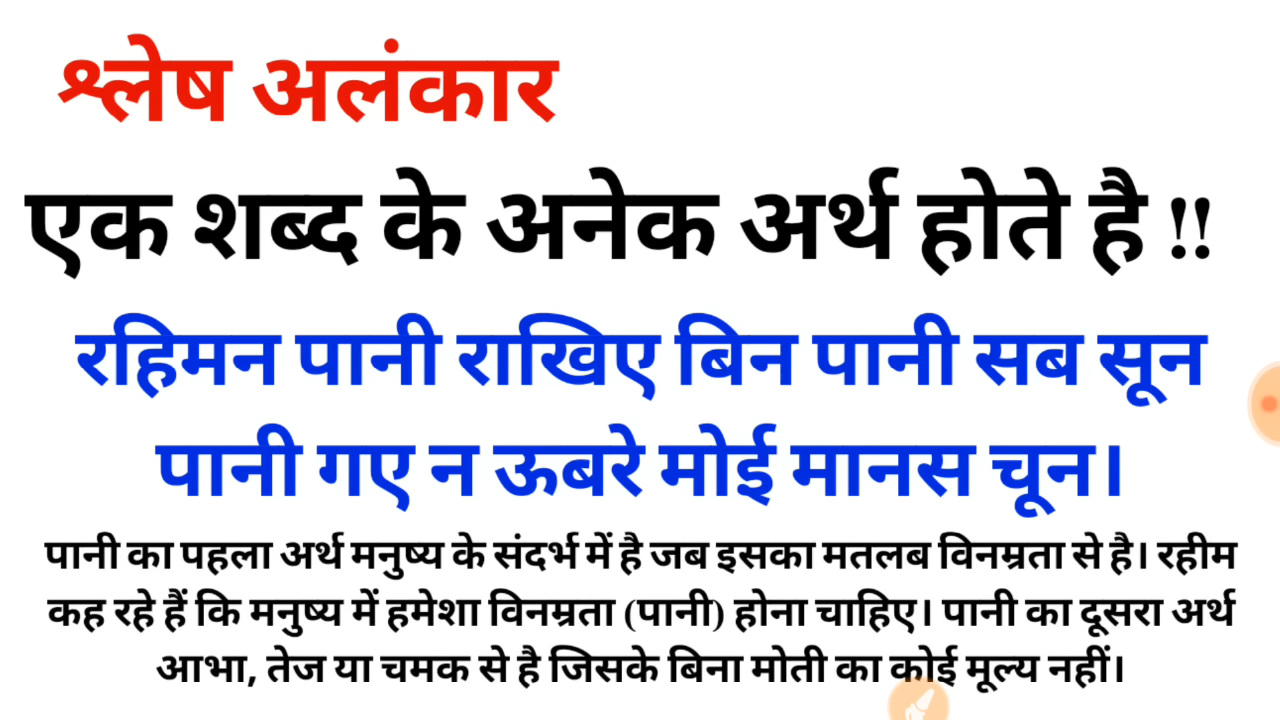 श्लेष अलंकार
एक शब्द के अनेक अर्थ होते है !!
रहिमन पानी राखिए बिन पानी सब सून
पानी गए न ऊबरे मोई मानस चून।
पानी का पहला अर्थ मनुष्य के संदर्भ में है जब इसका मतलब विनम्रता से है। रहीम
कह रहे हैं कि मनुष्य में हमेशा विनम्रता (पानी) होना चाहिए। पानी का दूसरा अर्थ
आभा, तेज या चमक से है जिसके बिना मोती का कोई मूल्य नहीं।